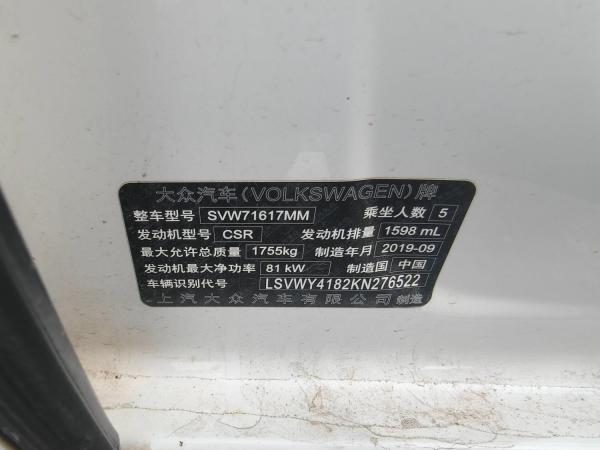 大众汽车(VOLKSWAGEN)牌
整车型号 SVW71617MM 乘坐人数 5
发动机型号 CSR 发动机排量 1598 mL
最大允许总质量 1755kg 制造年月 2019-09
发动机最大净功率 81 kW 制造国 中国
车辆识别代号 LSVWY4182KN276522
上汽大众汽车有限公司 制造